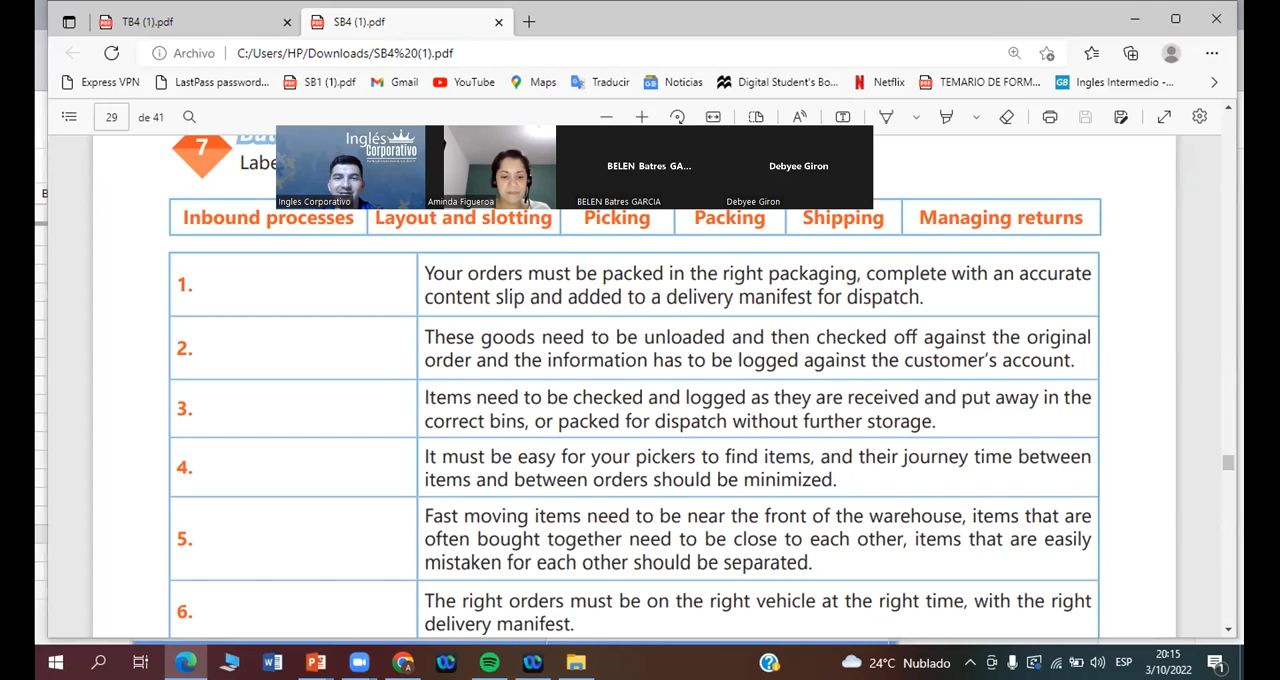 TB4 (1).pdf
SB4 (1).pdf
Archivo
C:/Users/HP/Downloads/SB4%20(1).pdf
Express VPN
LastPass password...
SB1 (1).pdf
Gmail
YouTube
Maps
Traducir
Noticias
Digital Student's Bo...
Netflix
TEMARIO DE FORM...
Ingles Intermedio -...
29
de 41
7
Labe
Inglés
Corporativo
Ingles Corporativo
Aminda Figueroa
BELEN Batres GA...
BELEN Batres GARCIA
Debyee Giron
Debyee Giron
Inbound processes
Layout and slotting
Picking
Packing
Shipping
Managing returns
1.
Your orders must be packed in the right packaging, complete with an accurate
content slip and added to a delivery manifest for dispatch.
2.
These goods need to be unloaded and then checked off against the original
order and the information has to be logged against the customer's account.
3.
Items need to be checked and logged as they are received and put away in the
correct bins, or packed for dispatch without further storage.
4.
It must be easy for your pickers to find items, and their journey time between
items and between orders should be minimized.
5.
Fast moving items need to be near the front of the warehouse, items that are
often bought together need to be close to each other, items that are easily
mistaken for each other should be separated.
6.
The right orders must be on the right vehicle at the right time, with the right
delivery manifest.
24°C Nublado
ESP
20:15
3/10/2022